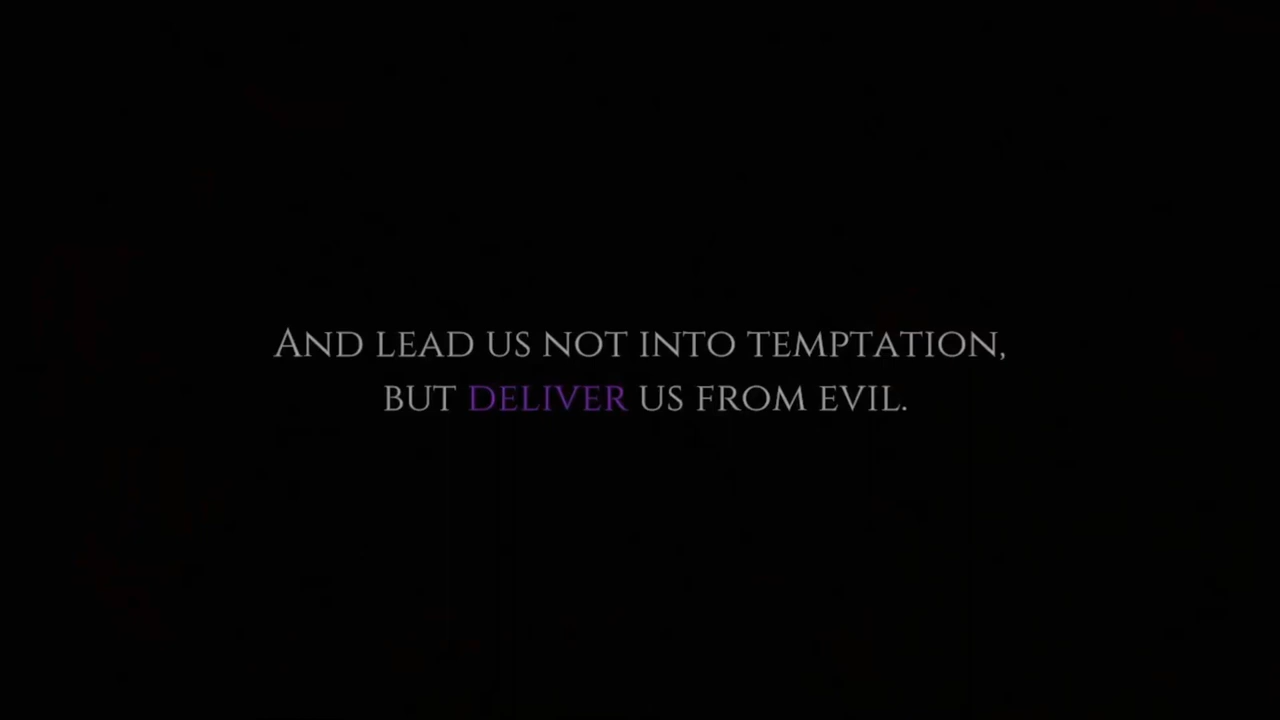 And lead us not into temptation,
but deliver us from evil.